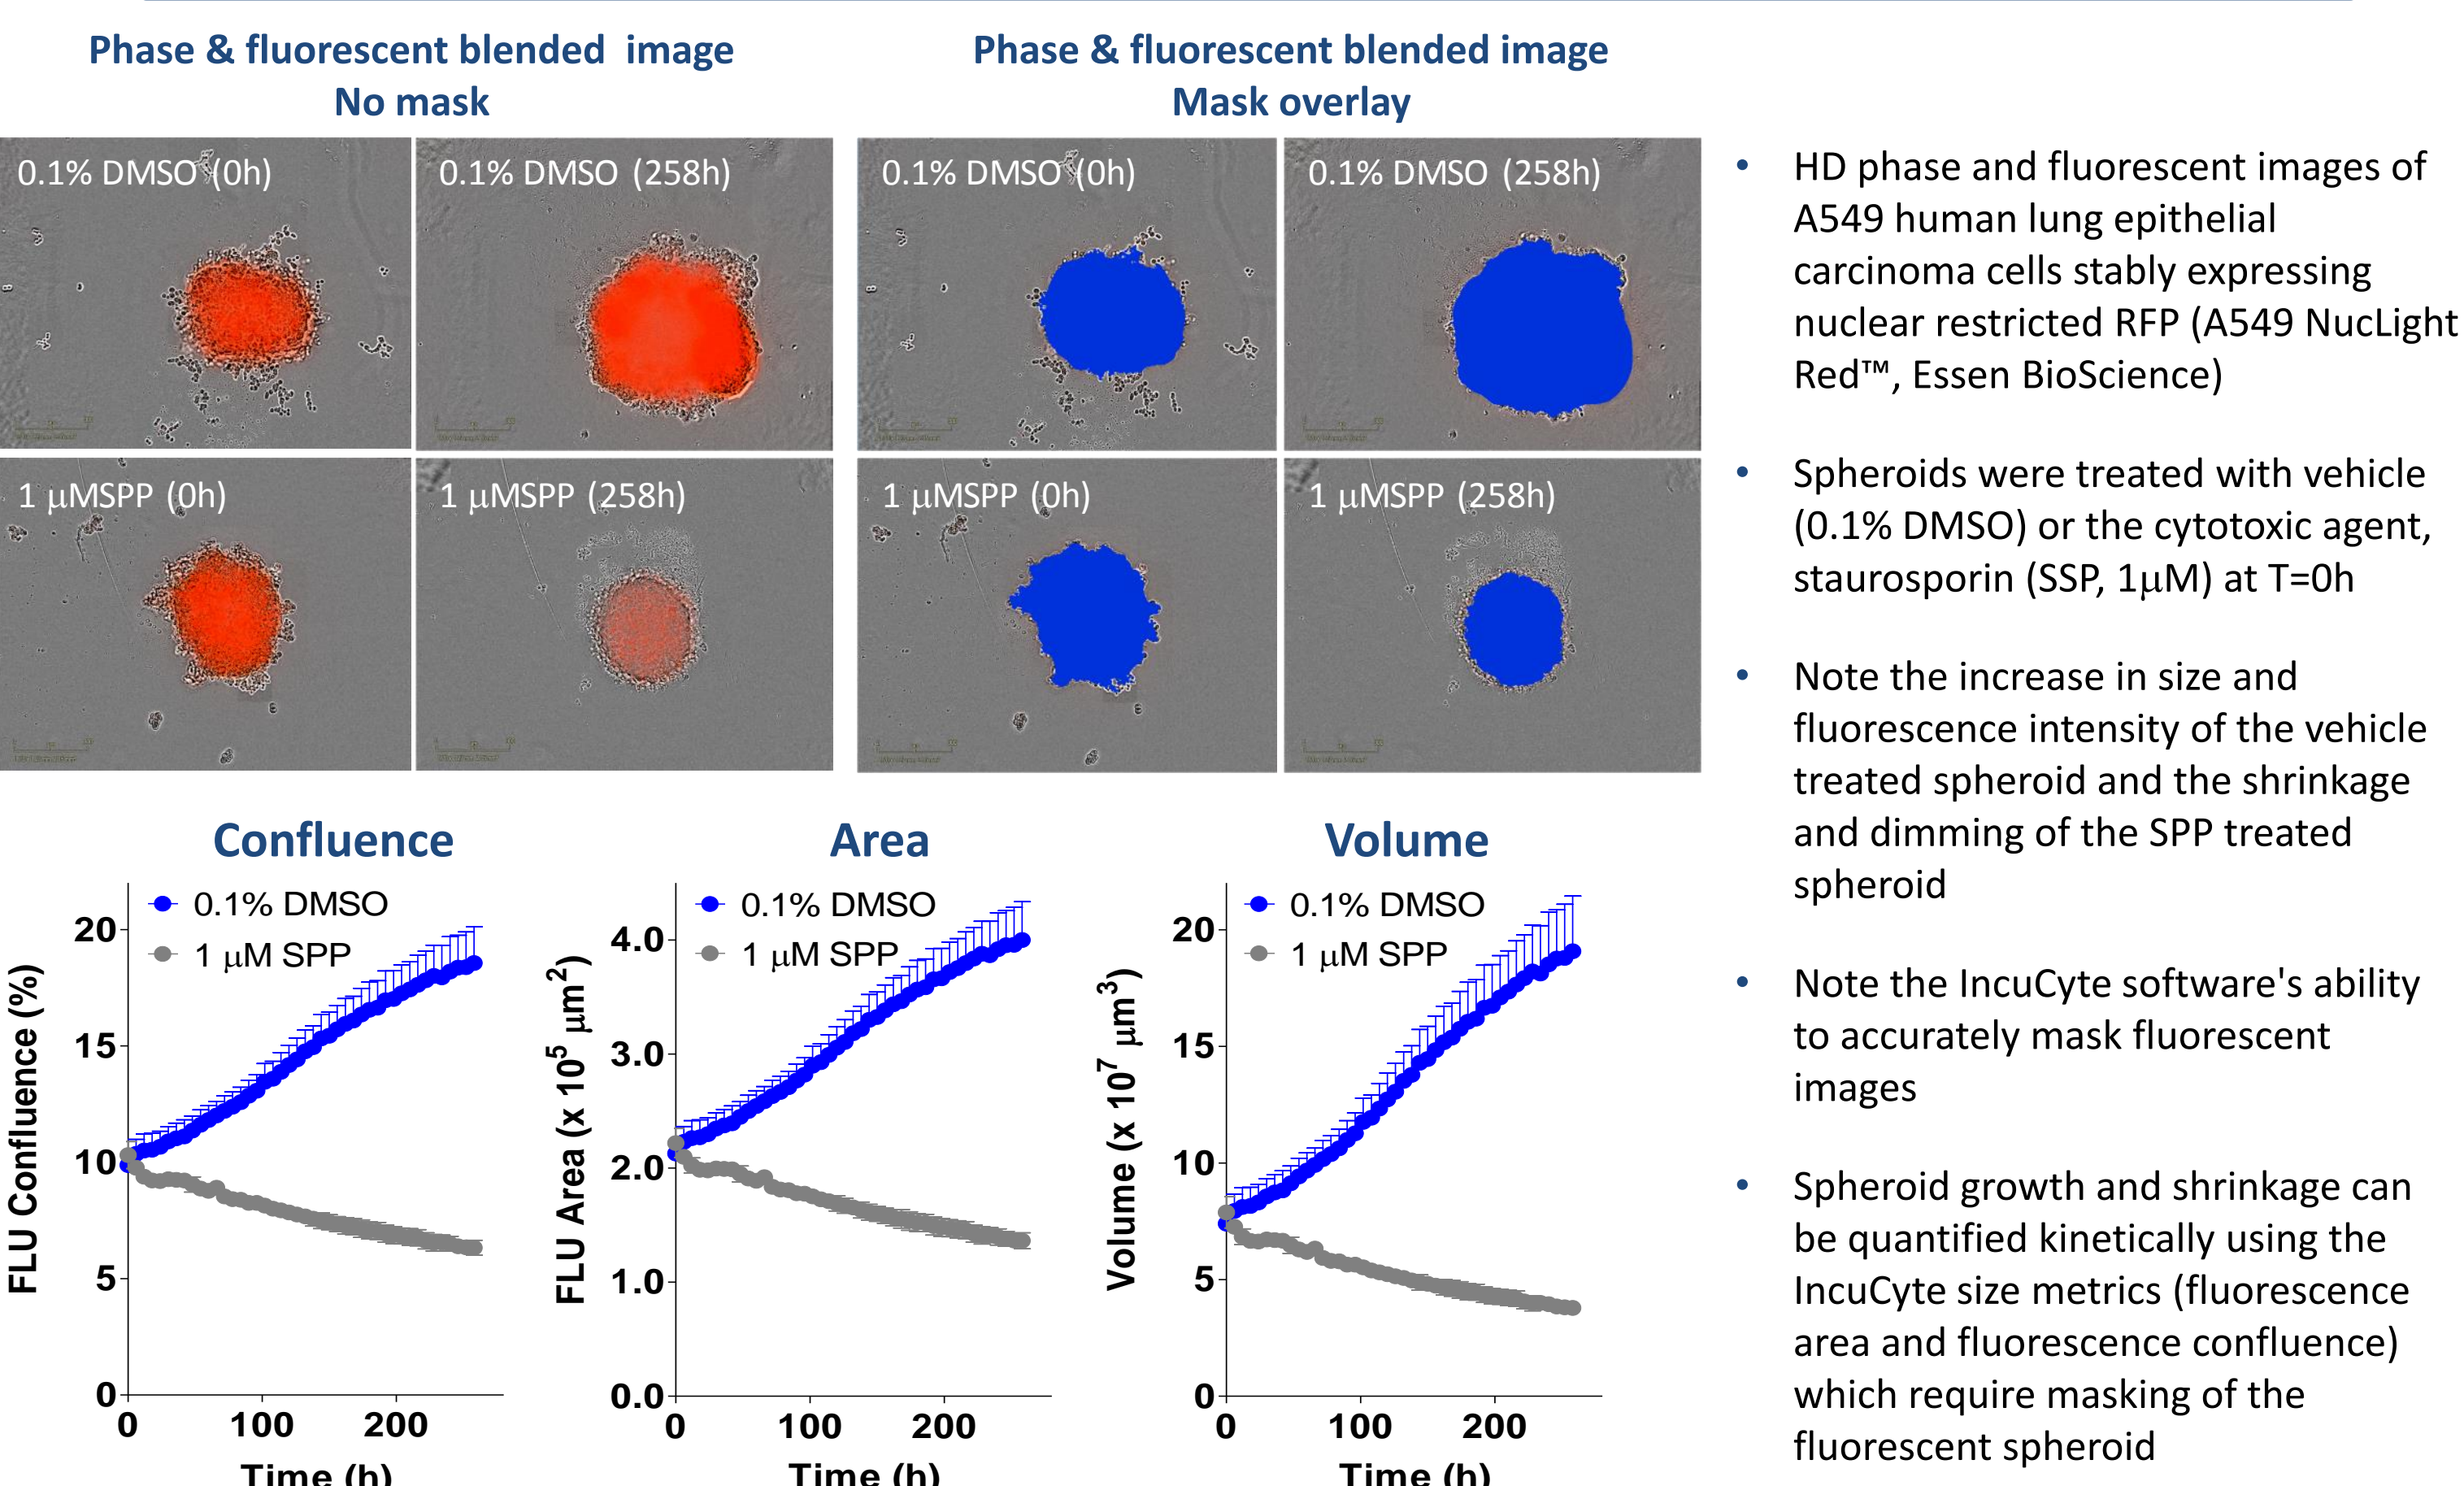 Phase & fluorescent blended  image
No mask
Phase & fluorescent blended image
Mask overlay
0.1% DMSO (0h)
0.1% DMSO (258h)
0.1% DMSO (0h)
0.1% DMSO (258h)
1 μMSPP (0h)
1 μMSPP (258h)
1 μMSPP (0h)
1 μMSPP (258h)
• HD phase and fluorescent images of
A549 human lung epithelial
carcinoma cells stably expressing
nuclear restricted RFP (A549 NucLight
Red™, Essen BioScience)
• Spheroids were treated with vehicle
(0.1% DMSO) or the cytotoxic agent,
staurosporin (SSP, 1μM) at T=0h
• Note the increase in size and
fluorescence intensity of the vehicle
treated spheroid and the shrinkage
and dimming of the SPP treated
spheroid
• Note the IncuCyte software's ability
to accurately mask fluorescent
images
• Spheroid growth and shrinkage can
be quantified kinetically using the
IncuCyte size metrics (fluorescence
area and fluorescence confluence)
which require masking of the
fluorescent spheroid
Confluence
0.1% DMSO
1 μM SPP
FLU Confluence (%)
20
15
10
5
0
0 100 200
Time (h)
Area
0.1% DMSO
1 μM SPP
FLU Area (x 10⁵ μm²)
4.0
3.0
2.0
1.0
0.0
0 100 200
Time (h)
Volume
0.1% DMSO
1 μM SPP
Volume (x 10⁷ μm³)
20
15
10
5
0
0 100 200
Time (h)